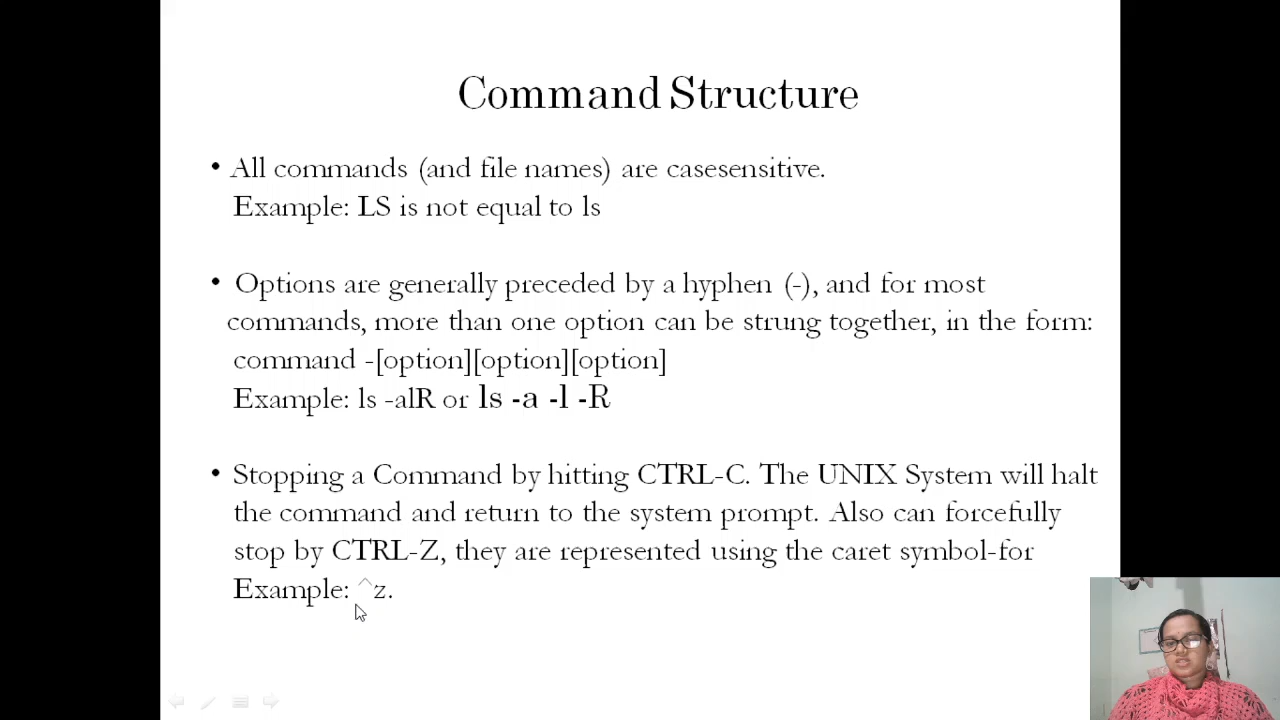 Command Structure
• All commands (and file names) are casesensitive.
Example: LS is not equal to ls
• Options are generally preceded by a hyphen (-), and for most
commands, more than one option can be strung together, in the form:
command -[option][option][option]
Example: ls -alR or ls -a -l -R
• Stopping a Command by hitting CTRL-C. The UNIX System will halt
the command and return to the system prompt. Also can forcefully
stop by CTRL-Z, they are represented using the caret symbol-for
Example: ^z.